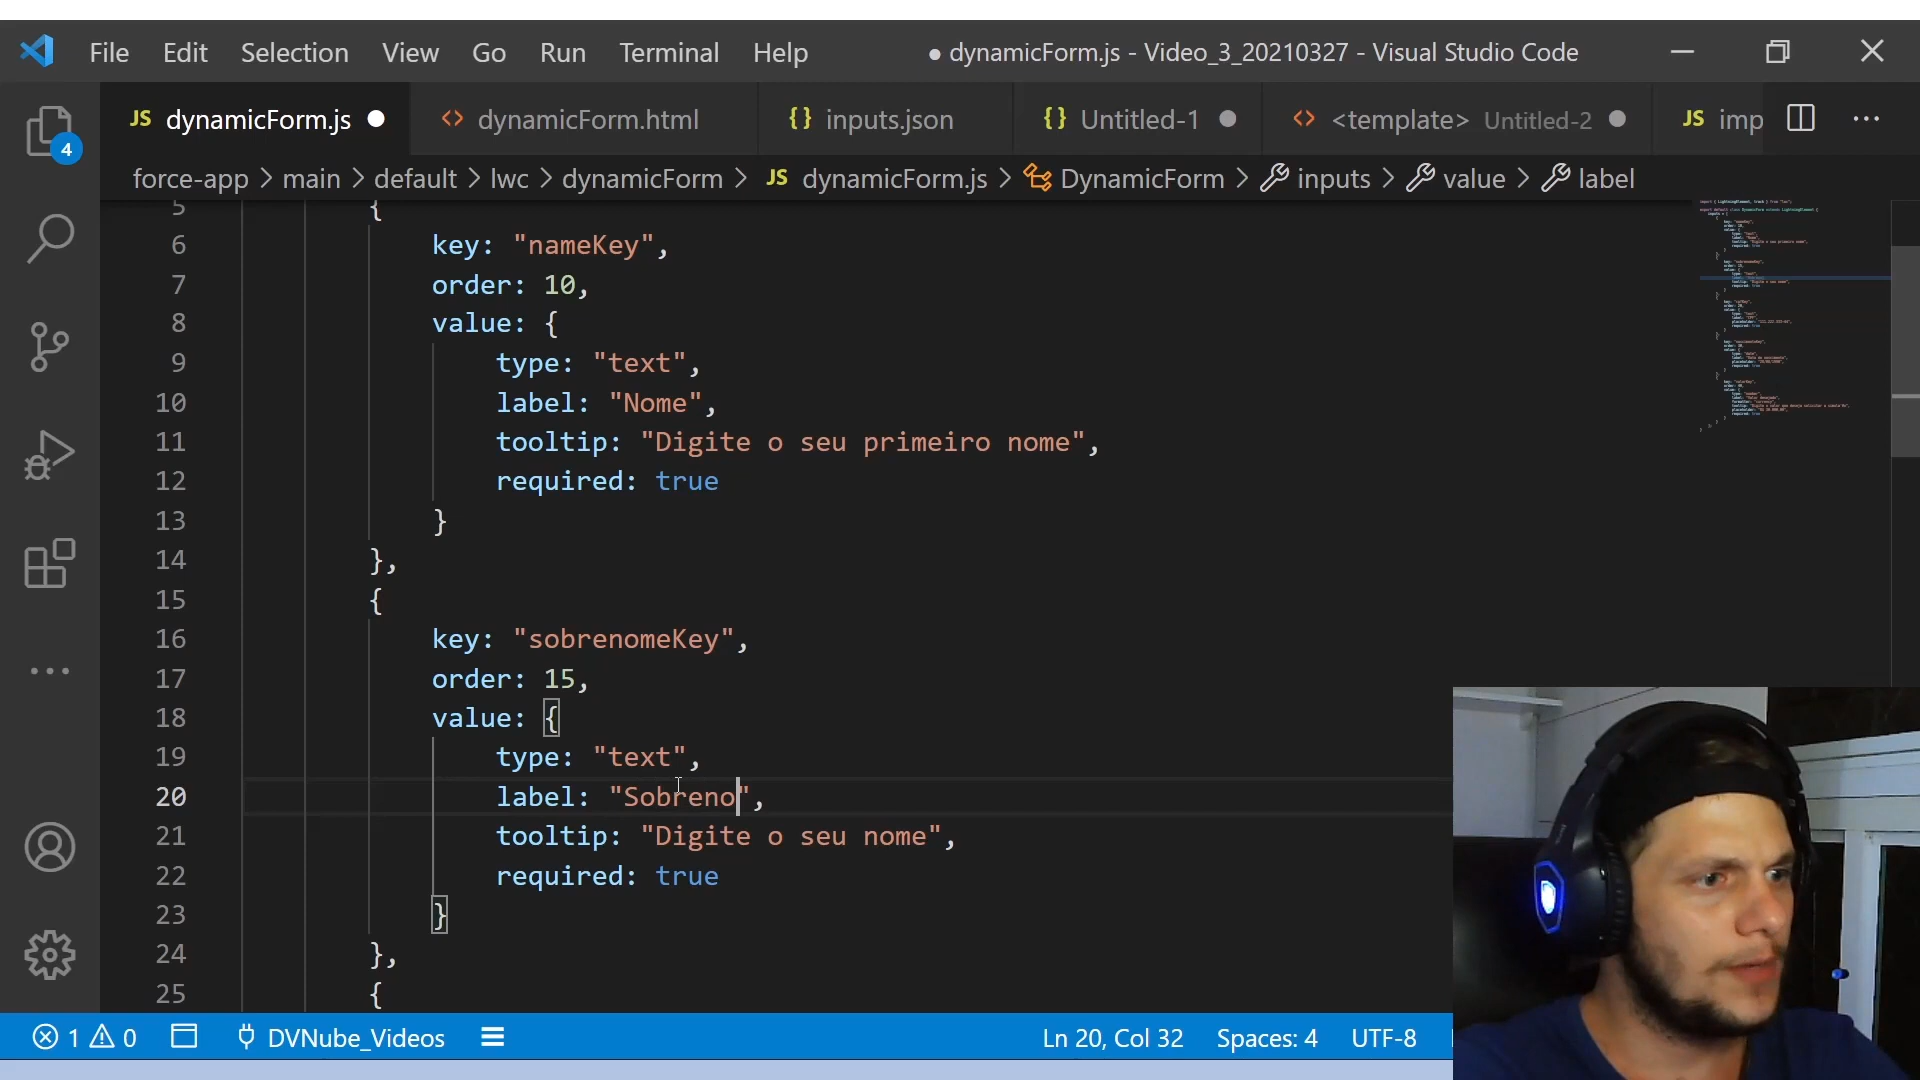 File Edit Selection View Go Run Terminal Help ● dynamicForm.js - Video_3_20210327 - Visual Studio Code
JS dynamicForm.js ● <> dynamicForm.html {} inputs.json {} Untitled-1 ● <> <template> Untitled-2 ● JS imp ...
4
force-app > main > default > lwc > dynamicForm > JS dynamicForm.js > DynamicForm > inputs > value > label
5 {
6 key: "nameKey",
7 order: 10,
8 value: {
9 type: "text",
10 label: "Nome",
11 tooltip: "Digite o seu primeiro nome",
12 required: true
13 }
14 },
15 {
16 key: "sobrenomeKey",
17 order: 15,
18 value: {
19 type: "text",
20 label: "Sobreno",
21 tooltip: "Digite o seu nome",
22 required: true
23 }
24 },
25 {
1 0 DVNube_Videos Ln 20, Col 32 Spaces: 4 UTF-8